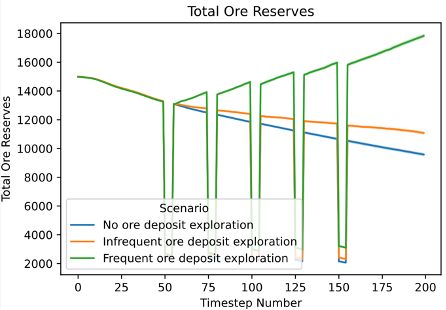 Total Ore Reserves
Total Ore Reserves
18000
16000
14000
12000
10000
8000
6000
4000
2000
Scenario
No ore deposit exploration
Infrequent ore deposit exploration
Frequent ore deposit exploration
0 25 50 75 100 125 150 175 200
Timestep Number